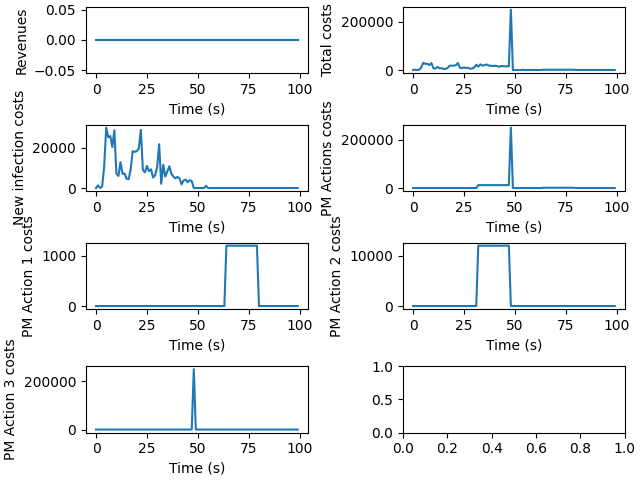 Revenues
0.05
0.00
−0.05
0 25 50 75 100
Time (s)
Total costs
200000
0
0 25 50 75 100
Time (s)
New infection costs
20000
0
0 25 50 75 100
Time (s)
PM Actions costs
200000
0
0 25 50 75 100
Time (s)
PM Action 1 costs
1000
0
0 25 50 75 100
Time (s)
PM Action 2 costs
10000
0
0 25 50 75 100
Time (s)
PM Action 3 costs
200000
0
0 25 50 75 100
Time (s)
1.0
0.5
0.0
0.0 0.2 0.4 0.6 0.8 1.0